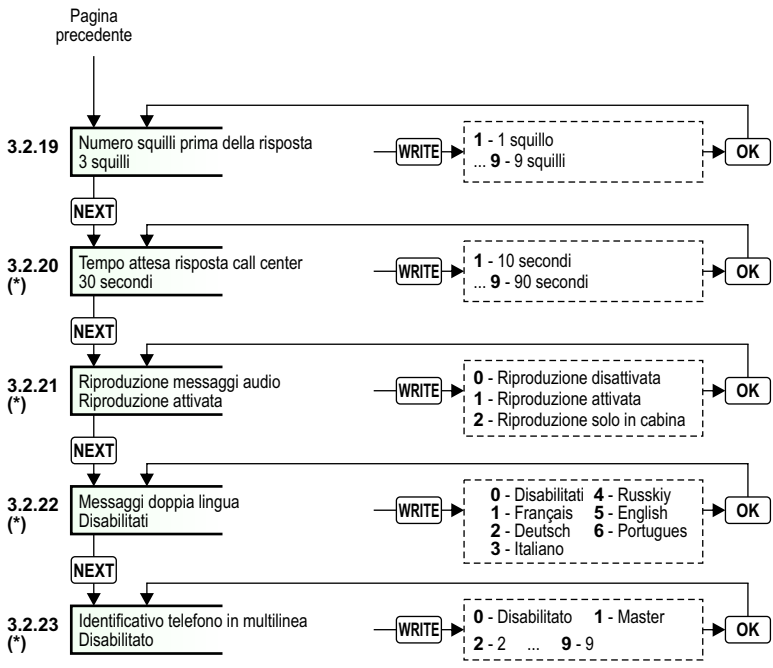 Pagina
precedente
3.2.19
Numero squilli prima della risposta
3 squilli
WRITE
1 - 1 squillo
... 9 - 9 squilli
OK
NEXT
3.2.20
(*)
Tempo attesa risposta call center
30 secondi
WRITE
1 - 10 secondi
... 9 - 90 secondi
OK
NEXT
3.2.21
(*)
Riproduzione messaggi audio
Riproduzione attivata
WRITE
0 - Riproduzione disattivata
1 - Riproduzione attivata
2 - Riproduzione solo in cabina
OK
NEXT
3.2.22
(*)
Messaggi doppia lingua
Disabilitati
WRITE
0 - Disabilitati 4 - Russkiy
1 - Français 5 - English
2 - Deutsch 6 - Portugues
3 - Italiano
OK
NEXT
3.2.23
(*)
Identificativo telefono in multilinea
Disabilitato
WRITE
0 - Disabilitato 1 - Master
2 - 2 ... 9 - 9
OK